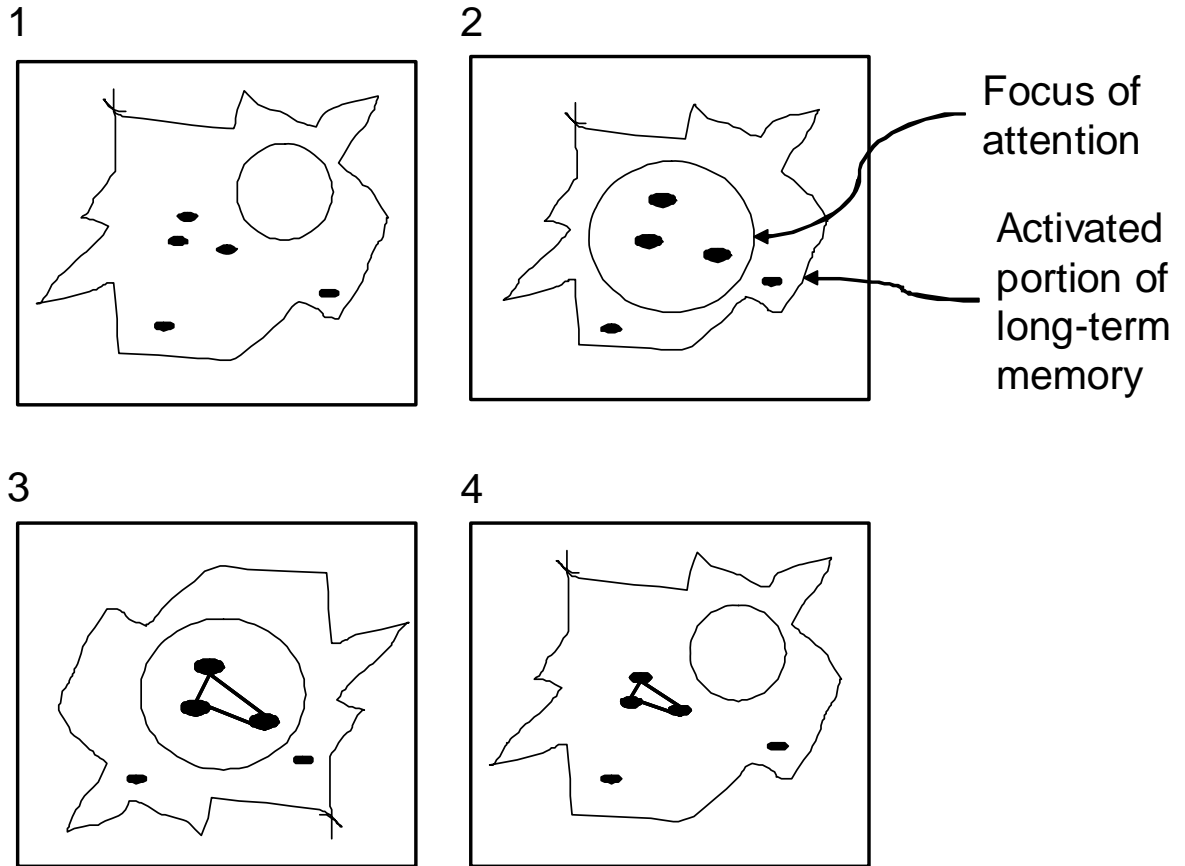 1
2
Focus of
attention
Activated
portion of
long-term
memory
3
4